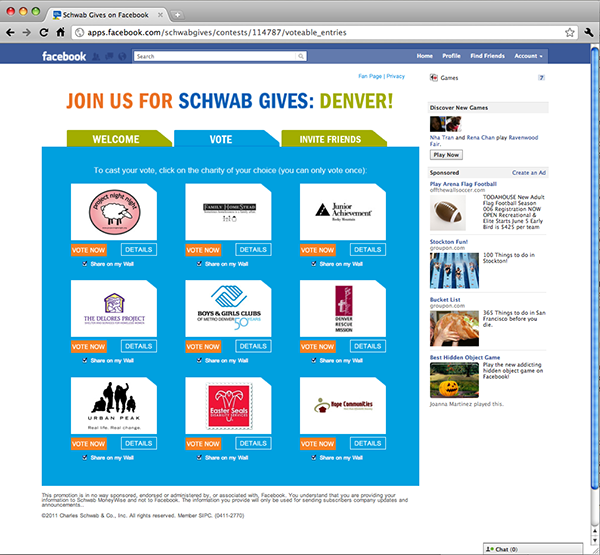 Schwab Gives on Facebook
apps.facebook.com/schwabgives/contests/114787/voteable_entries
facebook
Search
Home Profile Find Friends Account
Fan Page | Privacy
JOIN US FOR SCHWAB GIVES: DENVER!
WELCOME
VOTE
INVITE FRIENDS
To cast your vote, click on the charity of your choice (you can only vote once):
project night night
FAMILY HOMESTEAD
Junior
Achievement
Rocky Mountain
VOTE NOW DETAILS
Share on my Wall
VOTE NOW DETAILS
Share on my Wall
VOTE NOW DETAILS
Share on my Wall
THE DELORES PROJECT
BOYS & GIRLS CLUBS
OF METRO DENVER
50 YEARS
DENVER
RESCUE
MISSION
VOTE NOW DETAILS
Share on my Wall
VOTE NOW DETAILS
Share on my Wall
VOTE NOW DETAILS
Share on my Wall
URBAN PEAK
Real life. Real change.
Easter Seals
DISABILITY SERVICES
Hope Communities
VOTE NOW DETAILS
Share on my Wall
VOTE NOW DETAILS
Share on my Wall
VOTE NOW DETAILS
Share on my Wall
This promotion is in no way sponsored, endorsed or administered by, or associated with, Facebook. You understand that you are providing your
information to Schwab MoneyWise and not to Facebook. The information you provide will only be used for sending subscribers company updates and
announcements..
©2011 Charles Schwab & Co., Inc. All rights reserved. Member SIPC. (0411-2770)
Games 7
Discover New Games
Nha Tran and Rena Chan play Ravenwood
Fair.
Play Now
Sponsored Create an Ad
Play Arena Flag Football
offthewallsoccer.com
TODAHOUSE New Adult
Flag Football Season
006 Registration NOW
OPEN Recreational &
Elite Starts June 5 Early
Bird is $425 per team
Stockton Fun!
groupon.com
100 Things to do in
Stockton!
Bucket List
groupon.com
365 Things to do in San
Francisco before you
die.
Best Hidden Object Game
Play the new addicting
hidden object game on
Facebook!
Joanna Martinez played this.
Chat (0)